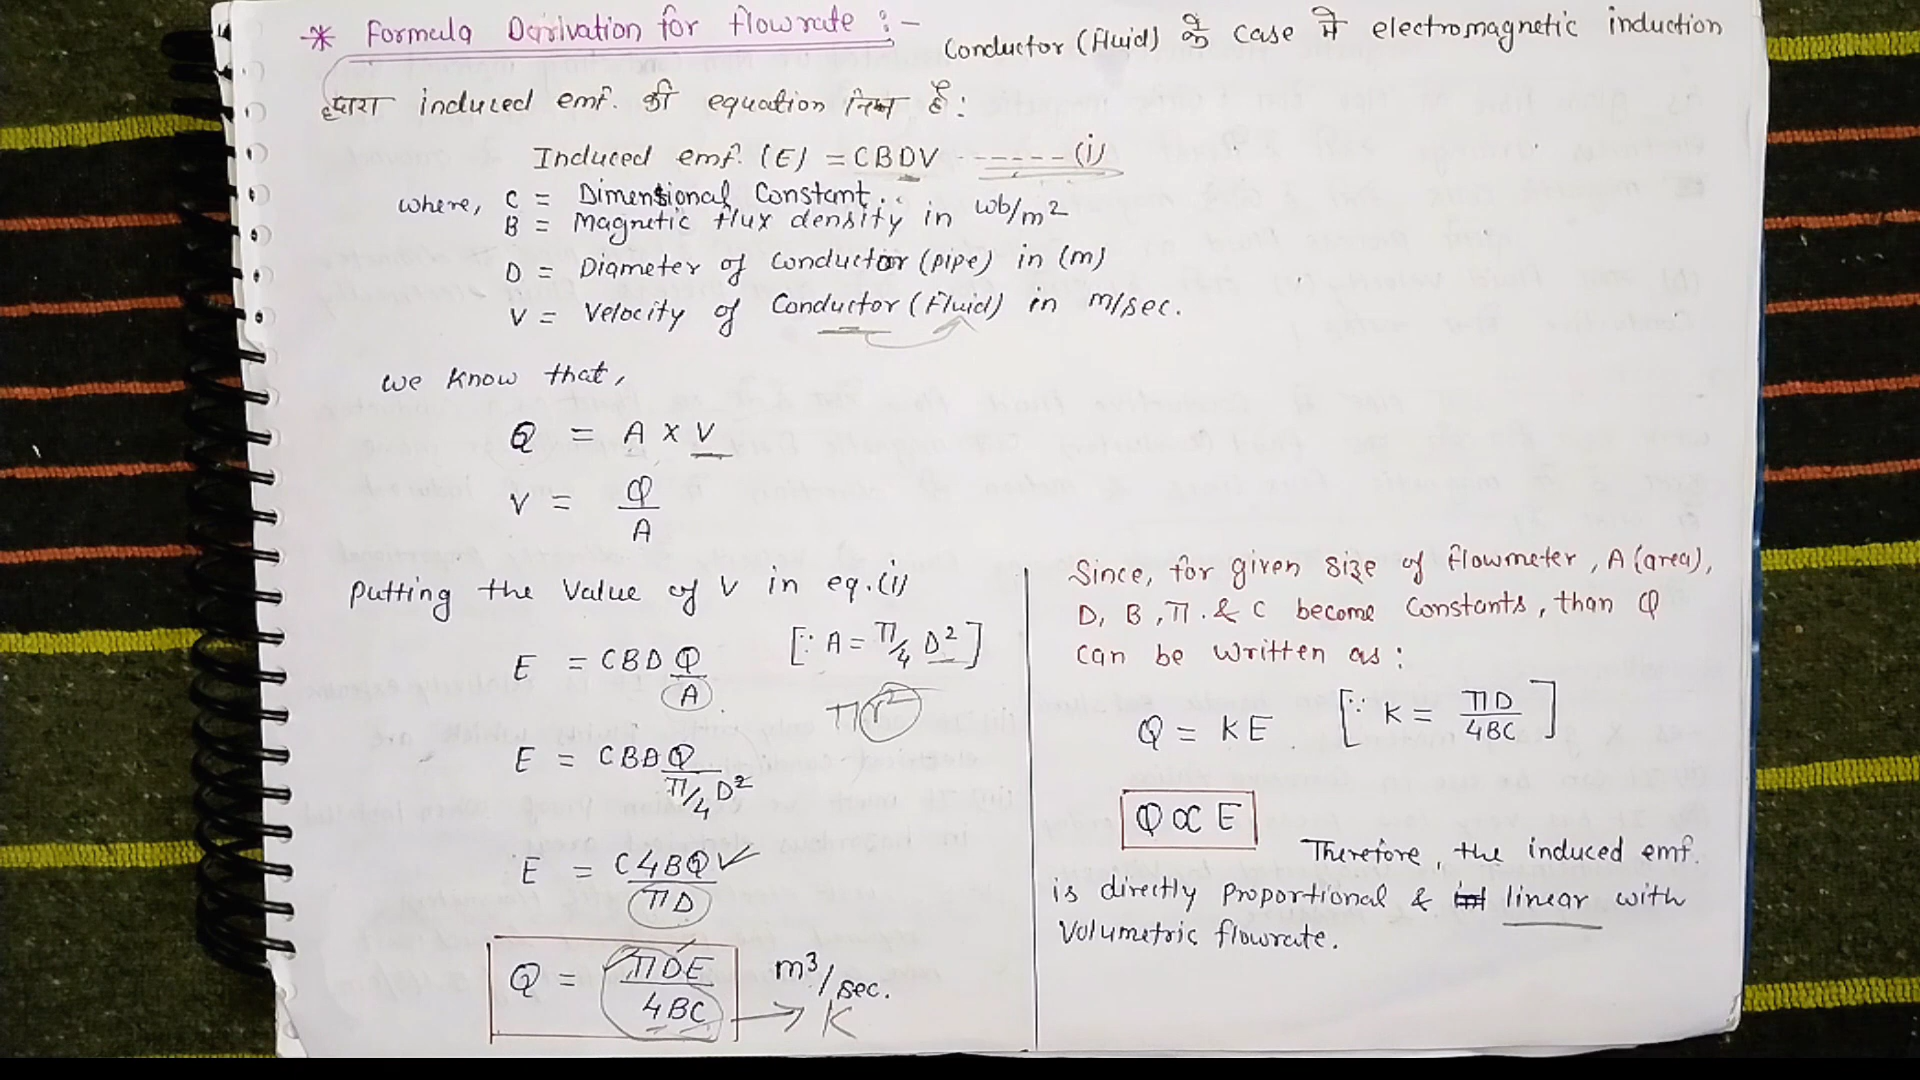 * Formula Darivation for flowrate :- Conductor (fluid) के case में electromagnetic induction
द्वारा induced emf. की equation निम्न है:
Induced emf. (E) = CBDV ------ (i)
where, C = Dimensional Constant.
B = Magnetic flux density in wb/m²
D = Diameter of Conductor (pipe) in (m)
V = Velocity of Conductor (Fluid) in m/sec.
we know that,
Q = A × V
V = Q/A
Putting the Value of V in eq.(i)
E = CBD Q/A [∵ A = π/4 D²]
πr²
E = CBDQ / π/4 D²
E = C4BQ / πD
Q = πDE / 4BC m³/sec.
→ K
Since, for given size of flowmeter, A (area),
D, B, π. & C become Constants, than Q
can be written as:
Q = KE [∵ K = πD / 4BC]
Q ∝ E
Therefore, the induced emf.
is directly proportional & linear with
Volumetric flowrate.